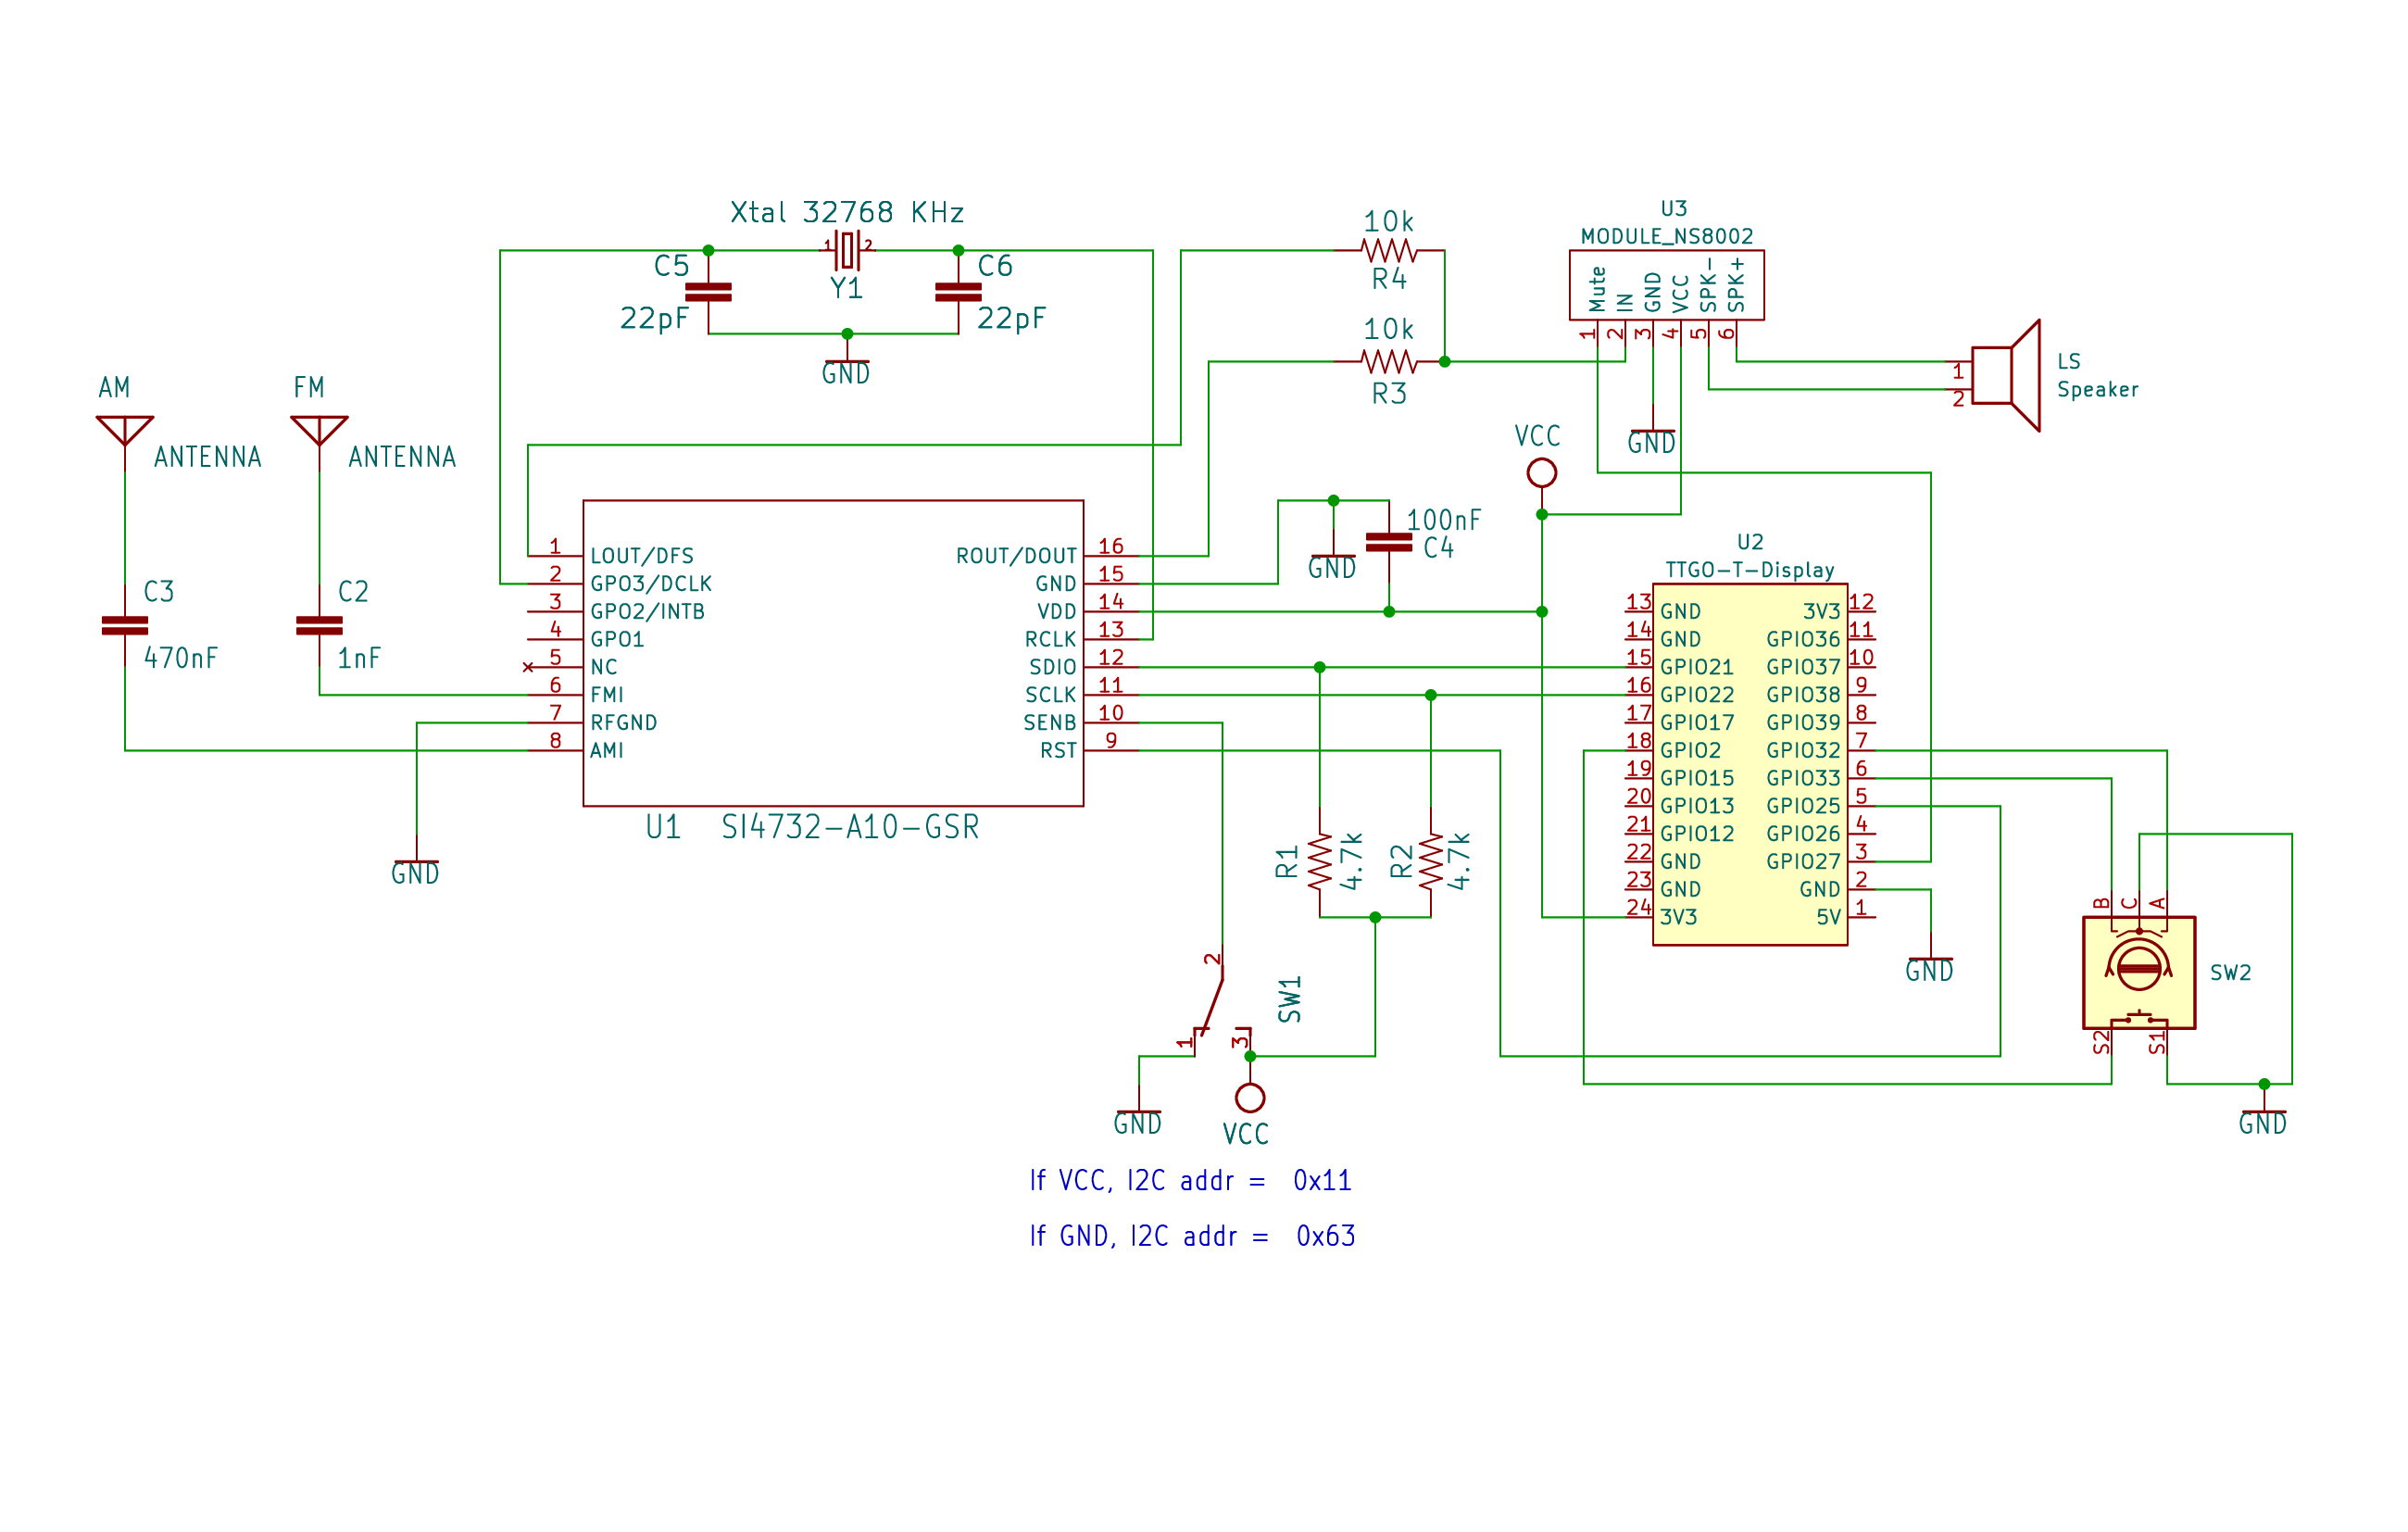 Xtal 32768 KHz
1 2
Y1
C5
22pF
C6
22pF
GND
10k
R4
10k
R3
U3
MODULE_NS8002
Mute
IN
GND
VCC
SPK-
SPK+
1 2 3 4 5 6
GND
1
2
LS
Speaker
AM
ANTENNA
FM
ANTENNA
C3
470nF
C2
1nF
VCC
100nF
C4
GND
1 LOUT/DFS
2 GPO3/DCLK
3 GPO2/INTB
4 GPO1
5 NC
6 FMI
7 RFGND
8 AMI
ROUT/DOUT 16
GND 15
VDD 14
RCLK 13
SDIO 12
SCLK 11
SENB 10
RST 9
U1 SI4732-A10-GSR
GND
U2
TTGO-T-Display
13 GND
14 GND
15 GPIO21
16 GPIO22
17 GPIO17
18 GPIO2
19 GPIO15
20 GPIO13
21 GPIO12
22 GND
23 GND
24 3V3
3V3 12
GPIO36 11
GPIO37 10
GPIO38 9
GPIO39 8
GPIO32 7
GPIO33 6
GPIO25 5
GPIO26 4
GPIO27 3
GND 2
5V 1
R1
4.7k
R2
4.7k
2
1
3
SW1
GND
VCC
GND
B C A
S2 S1
SW2
GND
If VCC, I2C addr = 0x11
If GND, I2C addr = 0x63